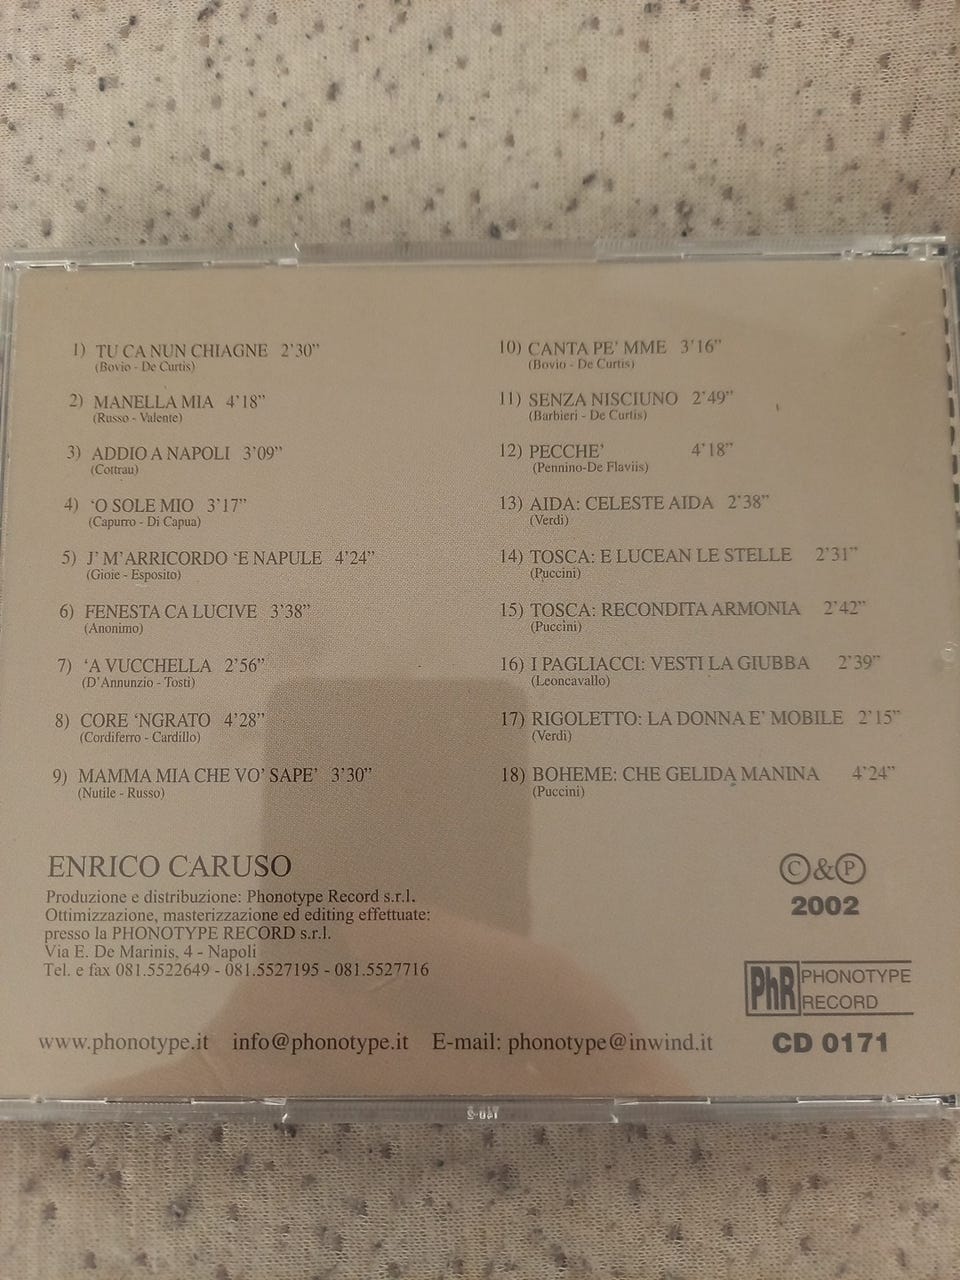 1) TU CA NUN CHIAGNE 2'30"
(Bovio - De Curtis)
2) MANELLA MIA 4'18"
(Russo - Valente)
3) ADDIO A NAPOLI 3'09"
(Cottrau)
4) 'O SOLE MIO 3'17"
(Capurro - Di Capua)
5) J' M'ARRICORDO 'E NAPULE 4'24"
(Gioie - Esposito)
6) FENESTA CA LUCIVE 3'38"
(Anonimo)
7) 'A VUCCHELLA 2'56"
(D'Annunzio - Tosti)
8) CORE 'NGRATO 4'28"
(Cordiferro - Cardillo)
9) MAMMA MIA CHE VO' SAPE' 3'30"
(Nutile - Russo)
10) CANTA PE' MME 3'16"
(Bovio - De Curtis)
11) SENZA NISCIUNO 2'49"
(Barbieri - De Curtis)
12) PECCHE' 4'18"
(Pennino-De Flaviis)
13) AIDA: CELESTE AIDA 2'38"
(Verdi)
14) TOSCA: E LUCEAN LE STELLE 2'31"
(Puccini)
15) TOSCA: RECONDITA ARMONIA 2'42"
(Puccini)
16) I PAGLIACCI: VESTI LA GIUBBA 2'39"
(Leoncavallo)
17) RIGOLETTO: LA DONNA E' MOBILE 2'15"
(Verdi)
18) BOHEME: CHE GELIDA MANINA 4'24"
(Puccini)
ENRICO CARUSO
Produzione e distribuzione: Phonotype Record s.r.l.
Ottimizzazione, masterizzazione ed editing effettuate:
presso la PHONOTYPE RECORD s.r.l.
Via E. De Marinis, 4 - Napoli
Tel. e fax 081.5522649 - 081.5527195 - 081.5527716
www.phonotype.it info@phonotype.it E-mail: phonotype@inwind.it
©&℗
2002
PhR PHONOTYPE
RECORD
CD 0171